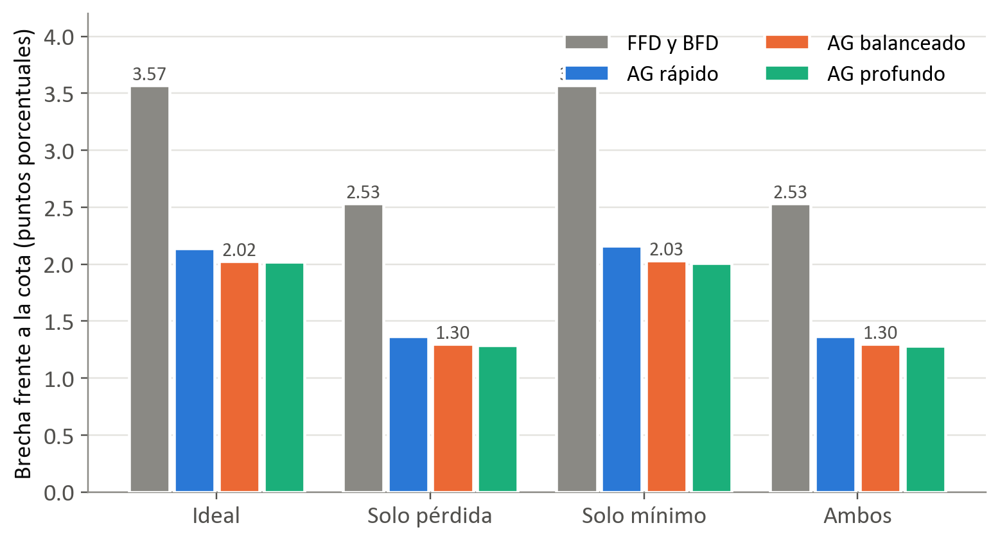 Brecha frente a la cota (puntos porcentuales)
4.0
3.5
3.0
2.5
2.0
1.5
1.0
0.5
0.0
FFD y BFD
AG rápido
AG balanceado
AG profundo
3.57
2.02
2.53
1.30
2.03
2.53
1.30
Ideal
Solo pérdida
Solo mínimo
Ambos